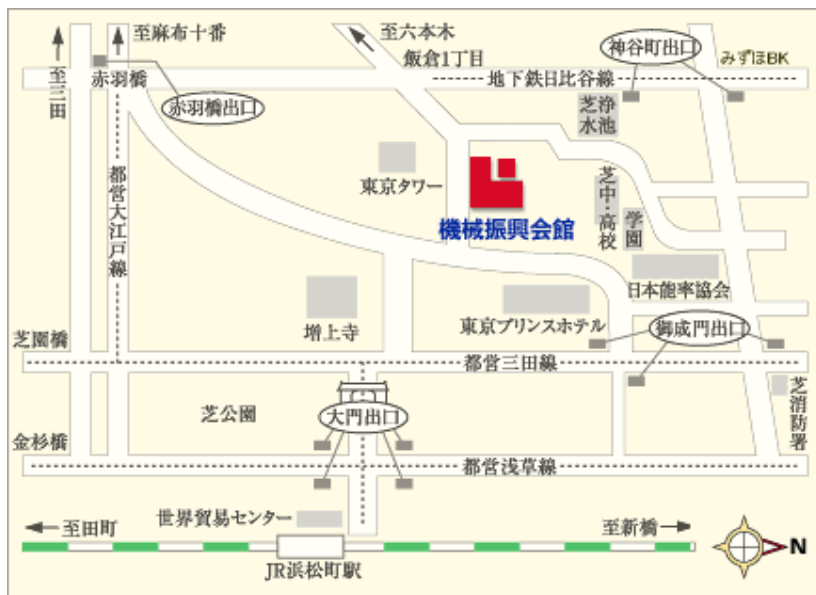 至麻布十番
至六本木
飯倉1丁目
神谷町出口
みずほBK
至三田
赤羽橋
赤羽橋出口
地下鉄日比谷線
芝浄水池
東京タワー
機械振興会館
芝中・高校
学園
都営大江戸線
日本能率協会
増上寺
東京プリンスホテル
御成門出口
芝園橋
都営三田線
芝公園
大門出口
芝消防署
金杉橋
都営浅草線
世界貿易センター
至田町
至新橋
N
JR浜松町駅